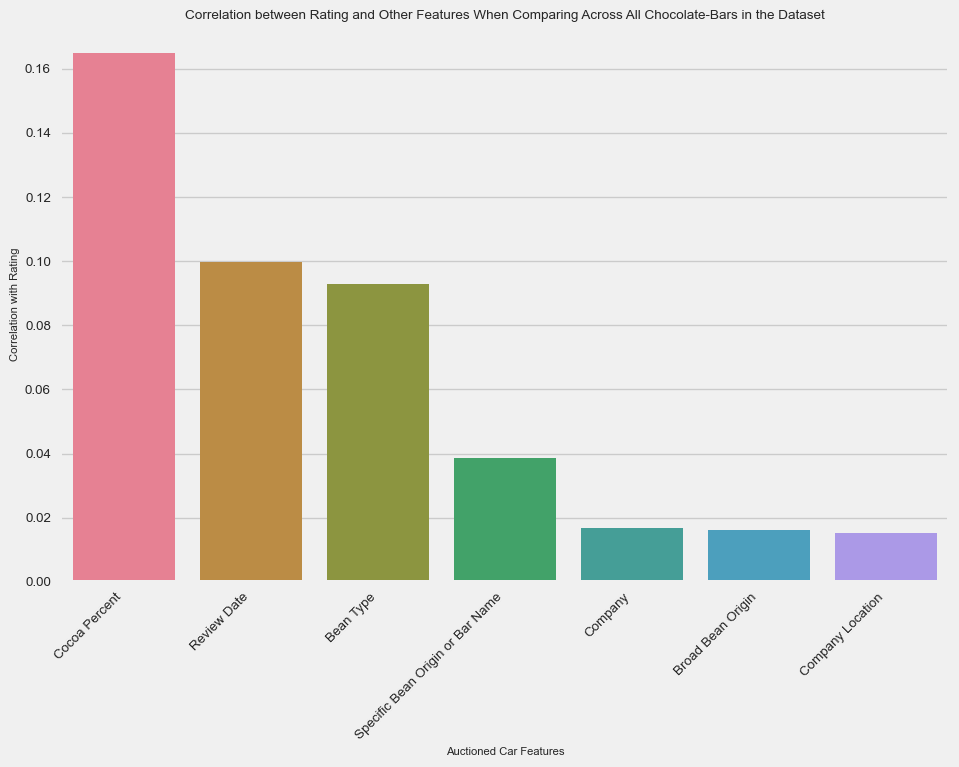 Correlation between Rating and Other Features When Comparing Across All Chocolate-Bars in the Dataset
Correlation with Rating
0.16
0.14
0.12
0.10
0.08
0.06
0.04
0.02
0.00
Cocoa Percent
Review Date
Bean Type
Specific Bean Origin or Bar Name
Company
Broad Bean Origin
Company Location
Auctioned Car Features